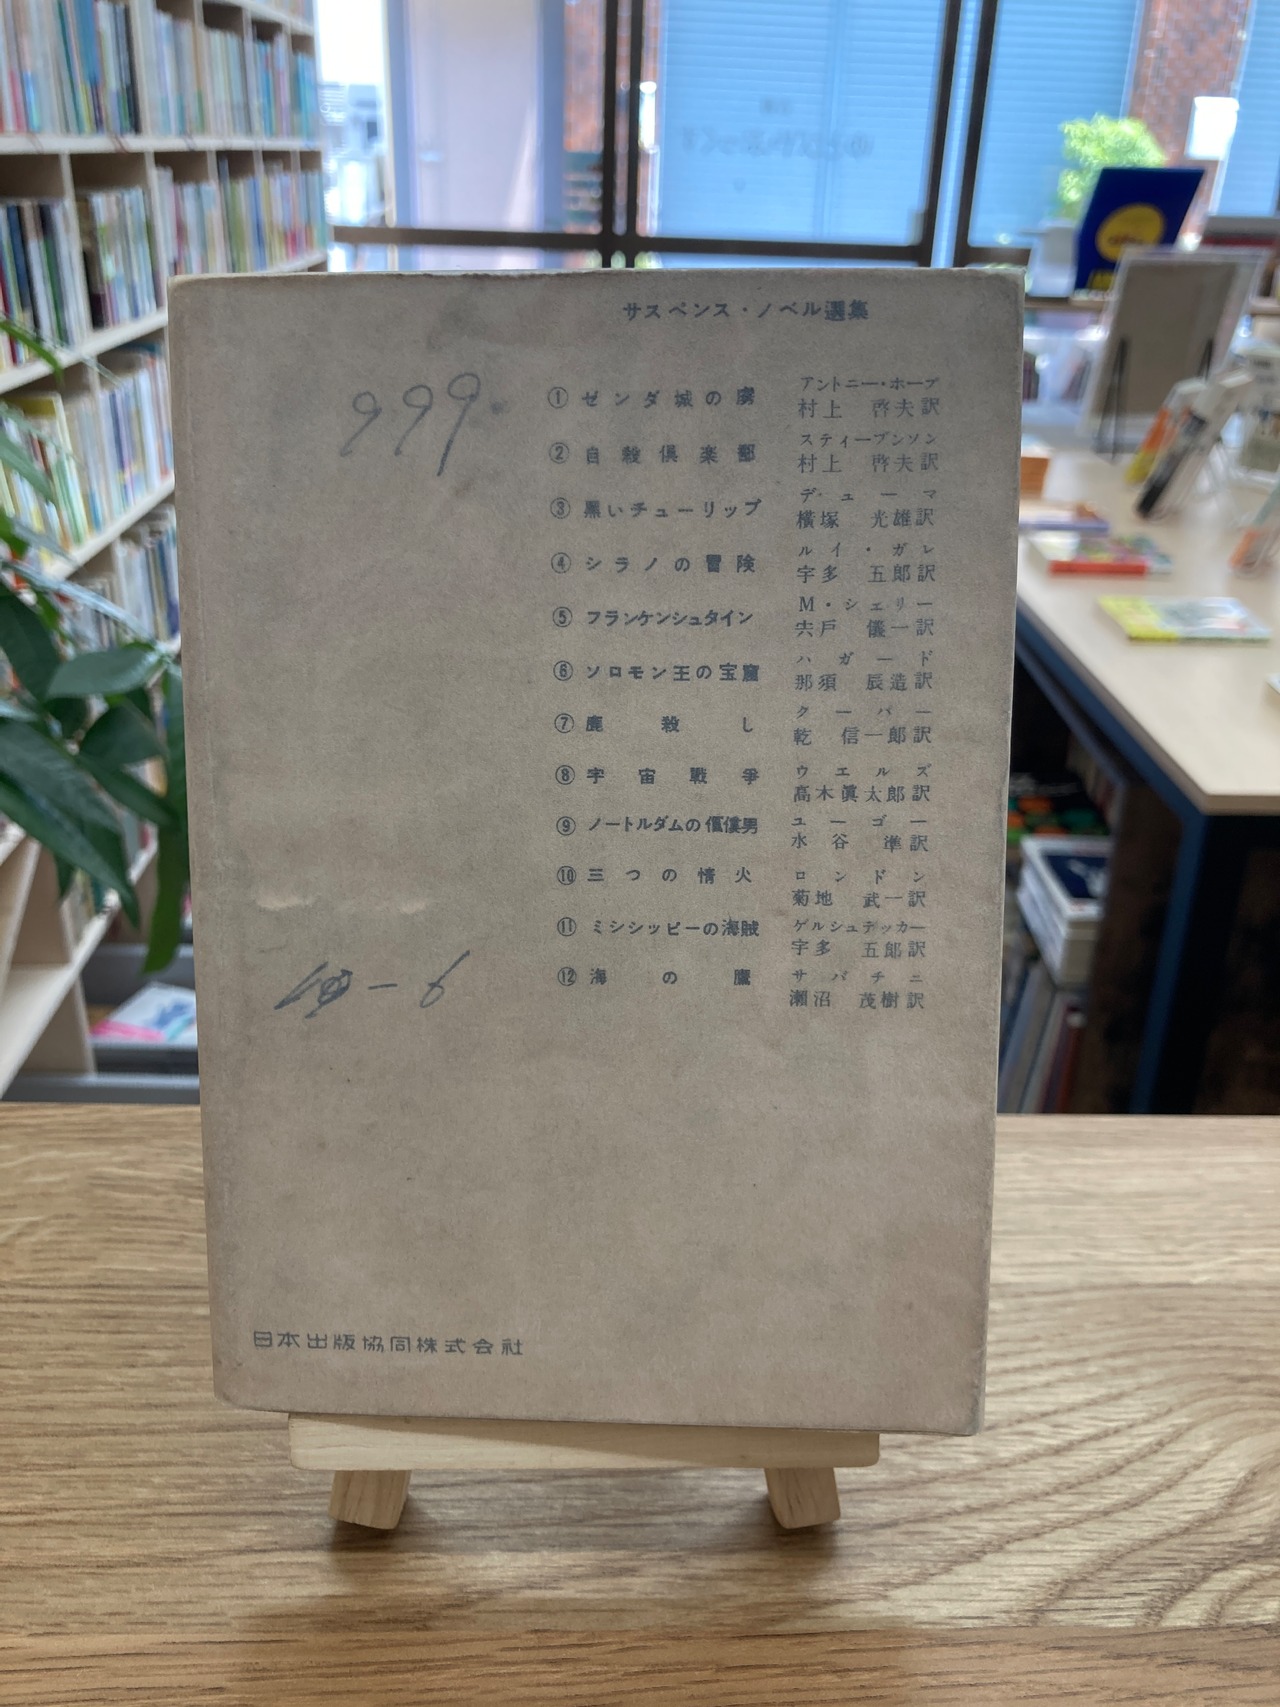 サスペンス・ノベル選集
999
① ゼンダ城の虜 アントニー・ホープ
村上 啓夫訳
② 自殺倶楽部 スティーブンソン
村上 啓夫訳
③ 黒いチューリップ デューマ
横塚 光雄訳
④ シラノの冒険 ルイ・ガレ
宇多 五郎訳
⑤ フランケンシュタイン M・シェリー
宍戸 儀一訳
⑥ ソロモン王の宝窟 ハガード
那須 辰造訳
⑦ 鹿殺し クーパー
乾 信一郎訳
⑧ 宇宙戰爭 ウエルズ
髙木眞太郎訳
⑨ ノートルダムの傴僂男 ユーゴー
水谷 準訳
⑩ 三つの情火 ロンドン
菊地 武一訳
⑪ ミシシッピーの海賊 ゲルシュテッカー
宇多 五郎訳
⑫ 海の鷹 サバチニ
瀬沼 茂樹訳
日本出版協同株式会社